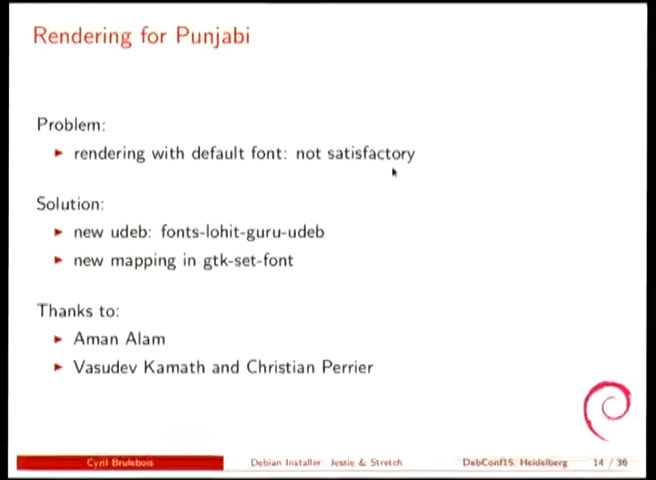 Rendering for Punjabi
Problem:
► rendering with default font: not satisfactory
Solution:
► new udeb: fonts-lohit-guru-udeb
► new mapping in gtk-set-font
Thanks to:
► Aman Alam
► Vasudev Kamath and Christian Perrier
Cyril Brulebois Debian Installer: Jessie & Stretch DebConf15, Heidelberg 14 / 36